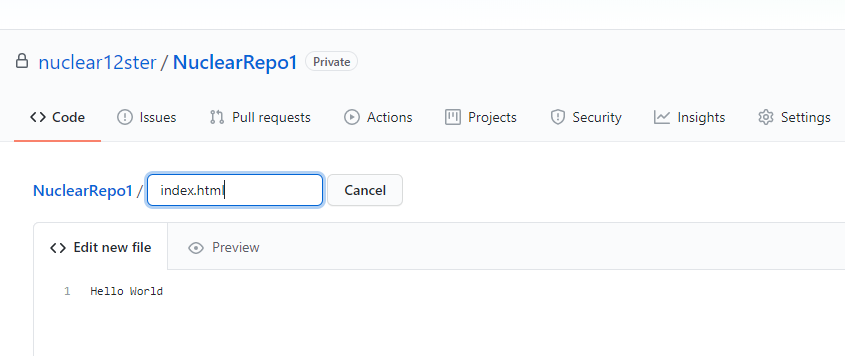 nuclear12ster / NuclearRepo1 Private
Code Issues Pull requests Actions Projects Security Insights Settings
NuclearRepo1 / index.html Cancel
Edit new file Preview
1 Hello World